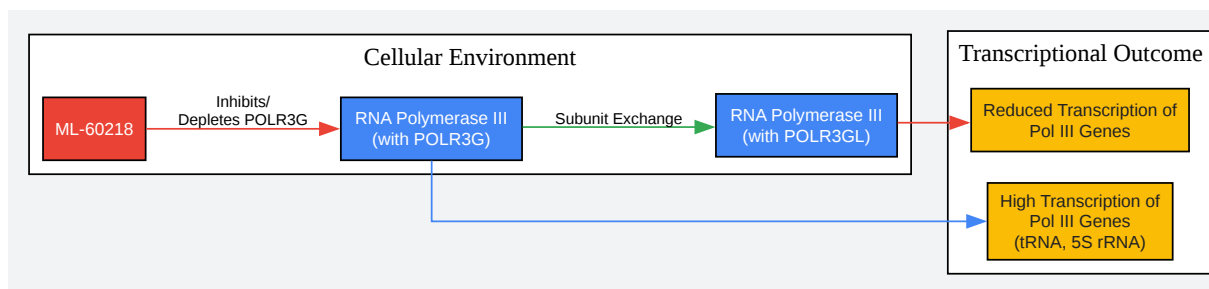 Cellular Environment
Transcriptional Outcome
ML-60218
Inhibits/
Depletes POLR3G
RNA Polymerase III
(with POLR3G)
Subunit Exchange
RNA Polymerase III
(with POLR3GL)
Reduced Transcription of
Pol III Genes
High Transcription of
Pol III Genes
(tRNA, 5S rRNA)